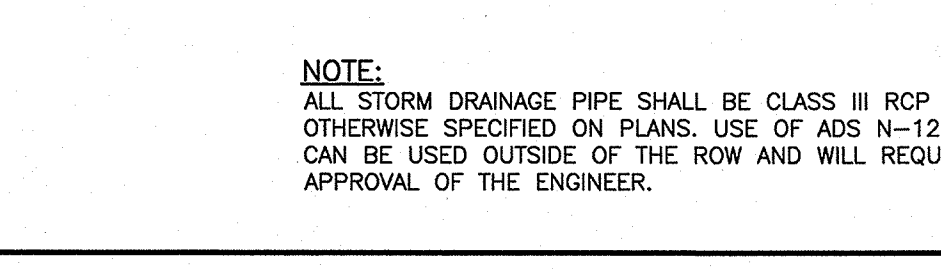 NOTE:
ALL STORM DRAINAGE PIPE SHALL BE CLASS III RCP
OTHERWISE SPECIFIED ON PLANS. USE OF ADS N-12
CAN BE USED OUTSIDE OF THE ROW AND WILL REQU
APPROVAL OF THE ENGINEER.